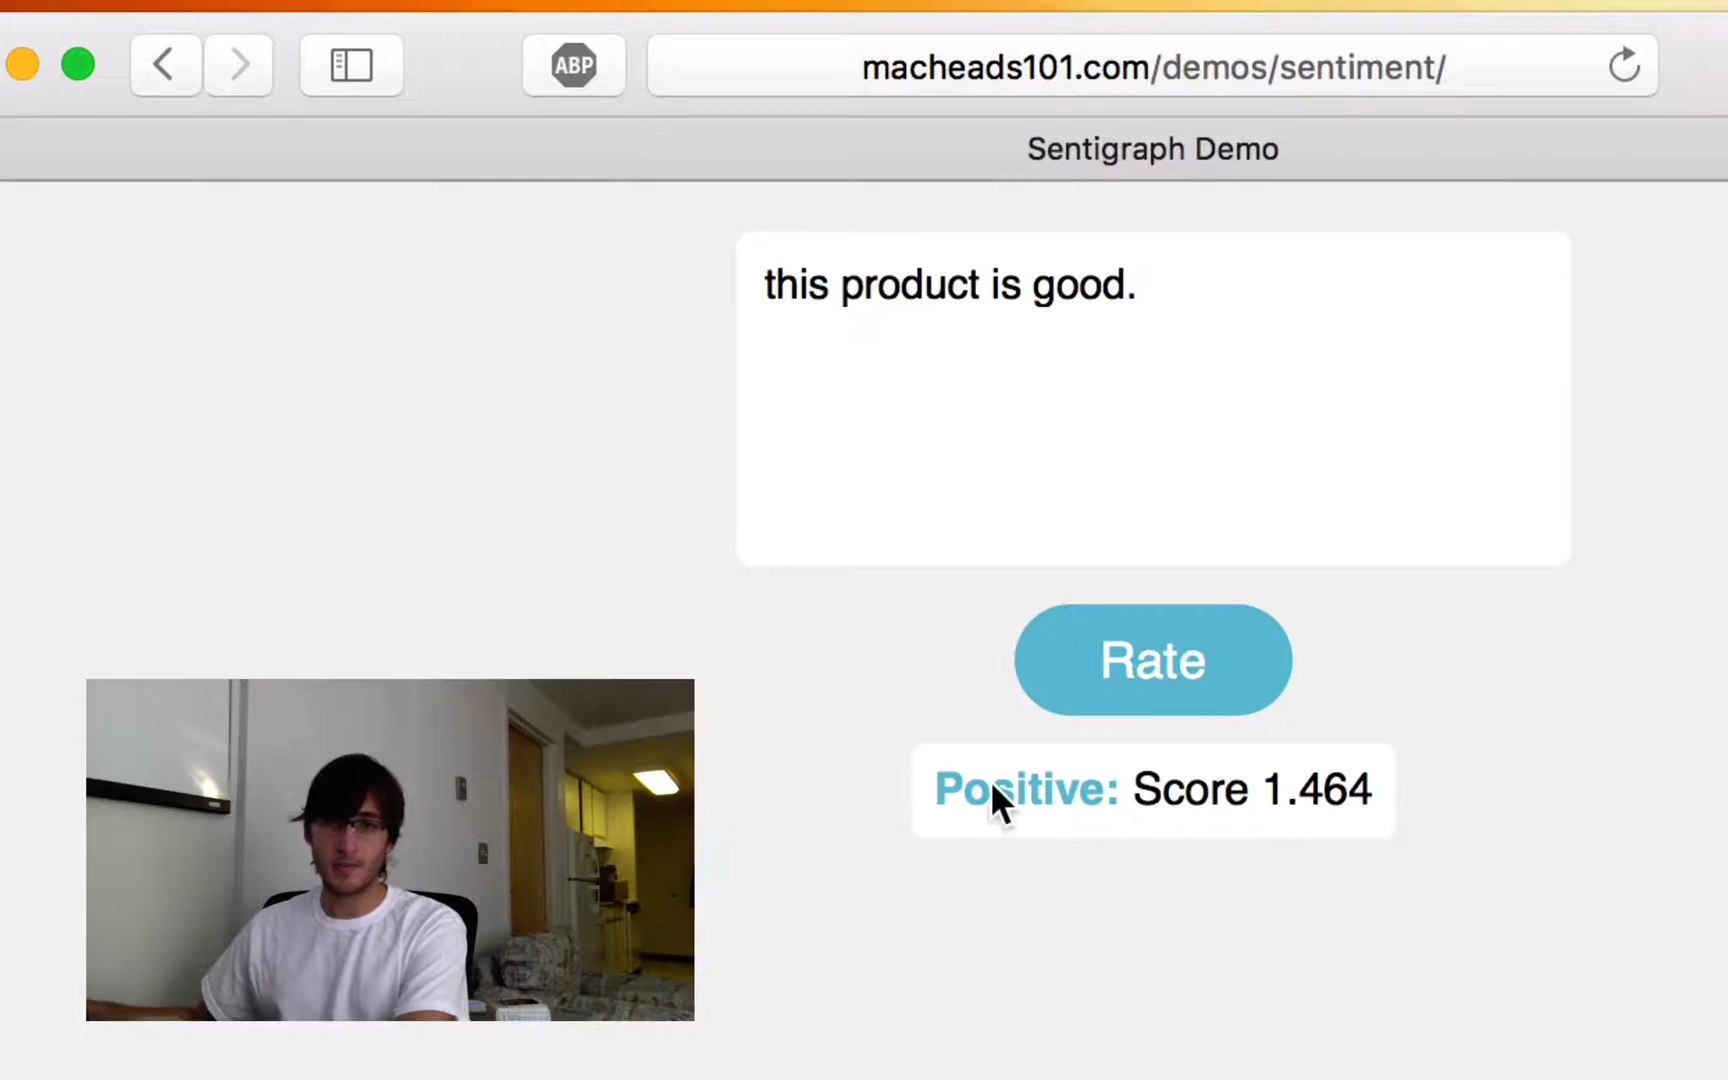 ABP
macheads101.com/demos/sentiment/
Sentigraph Demo
this product is good.
Rate
Positive: Score 1.464